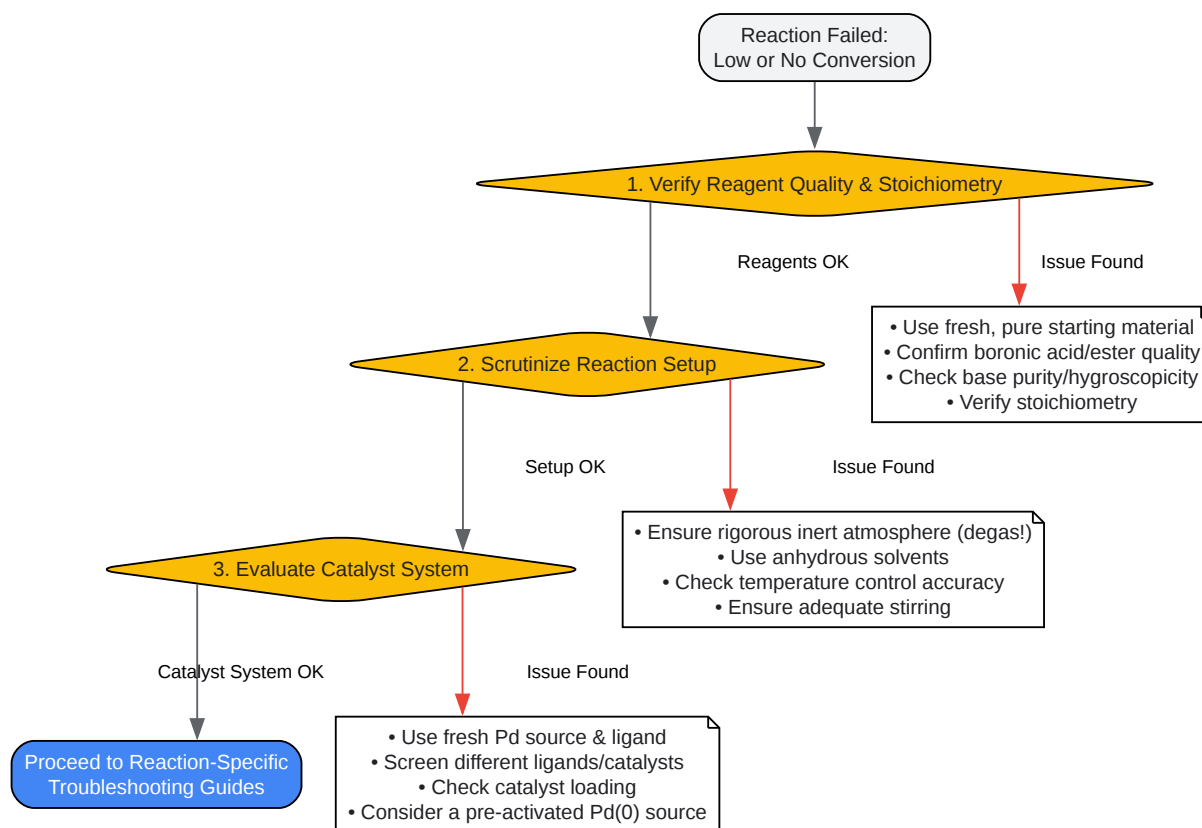 Reaction Failed:
Low or No Conversion
1. Verify Reagent Quality & Stoichiometry
Reagents OK
Issue Found
• Use fresh, pure starting material
• Confirm boronic acid/ester quality
• Check base purity/hygroscopicity
• Verify stoichiometry
2. Scrutinize Reaction Setup
Setup OK
Issue Found
• Ensure rigorous inert atmosphere (degas!)
• Use anhydrous solvents
• Check temperature control accuracy
• Ensure adequate stirring
3. Evaluate Catalyst System
Catalyst System OK
Issue Found
Proceed to Reaction-Specific
Troubleshooting Guides
• Use fresh Pd source & ligand
• Screen different ligands/catalysts
• Check catalyst loading
• Consider a pre-activated Pd(0) source